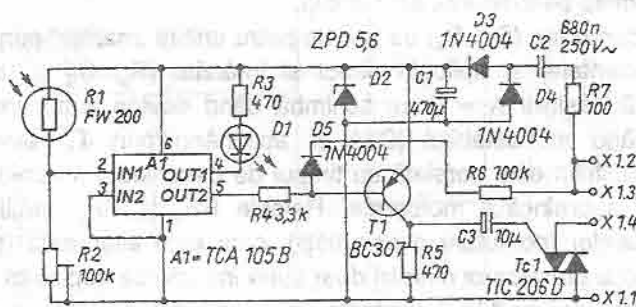 ZPD 5,6
D3
1N4004
C2
680n
250V~
R1
FW 200
R3
470
D1
D2
C1
470µ
D4
1N4004
R7
100
6
A1
2
IN1
OUT1
4
3
IN2
OUT2
5
1
D5
1N4004
R4 3,3k
R6 100k
X1.2
X1.3
X1.4
X1.1
T1
BC307
C3
10µ
R5
470
R2
100k
A1= TCA 105 B
Tc1
TIC 206 D